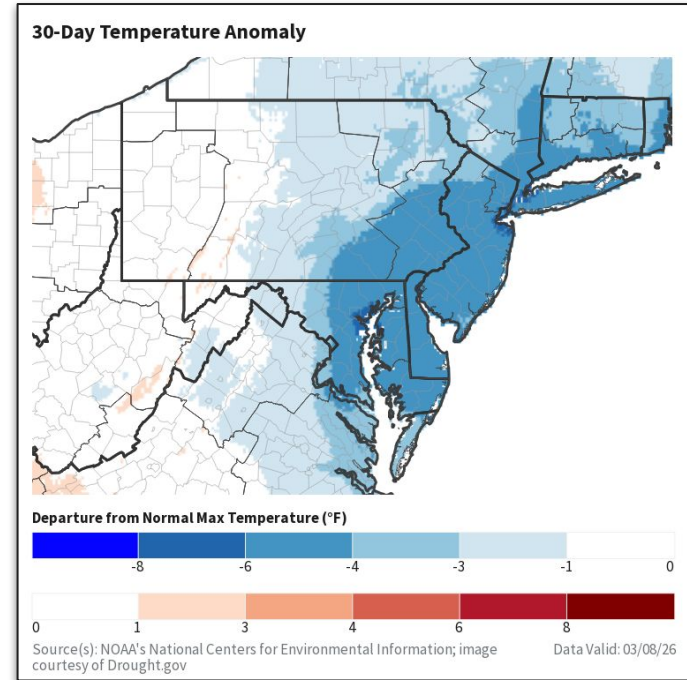 30-Day Temperature Anomaly
Departure from Normal Max Temperature (°F)
-8 -6 -4 -3 -1 0
0 1 3 4 6 8
Source(s): NOAA's National Centers for Environmental Information; image
courtesy of Drought.gov
Data Valid: 03/08/26